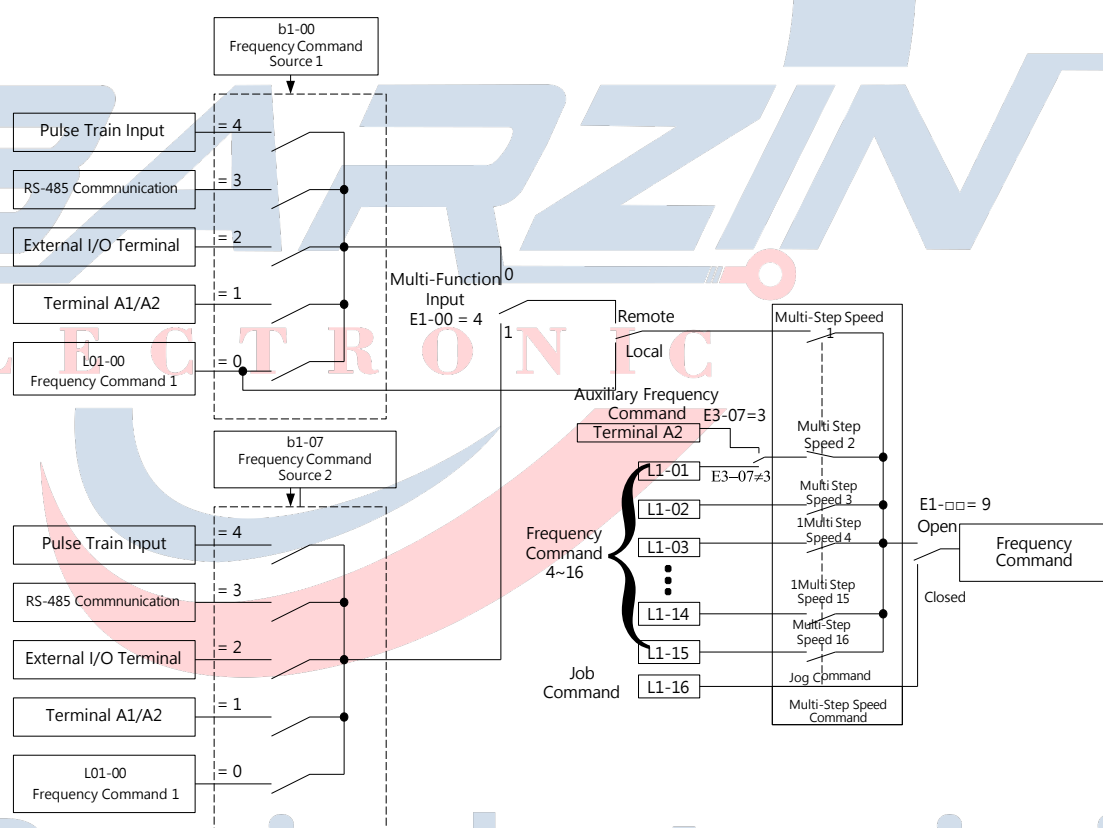 b1-00
Frequency Command
Source 1
Pulse Train Input
= 4
RS-485 Commnunication
= 3
External I/O Terminal
= 2
Terminal A1/A2
= 1
L01-00
Frequency Command 1
= 0
Multi-Function
Input
E1-00 = 4
0
1
Remote
Local
b1-07
Frequency Command
Source 2
Pulse Train Input
= 4
RS-485 Commnunication
= 3
External I/O Terminal
= 2
Terminal A1/A2
= 1
L01-00
Frequency Command 1
= 0
Auxiliary Frequency
Command
Terminal A2
E3-07=3
E3–07≠3
Frequency
Command
4~16
L1-01
L1-02
L1-03
L1-14
L1-15
Job
Command
L1-16
Multi-Step Speed
1
Multi Step
Speed 2
Multi Step
Speed 3
1Multi Step
Speed 4
1Multi Step
Speed 15
Multi-Step
Speed 16
Jog Command
Multi-Step Speed
Command
E1-□□= 9
Open
Closed
Frequency
Command
BARZIN
ELECTRONIC